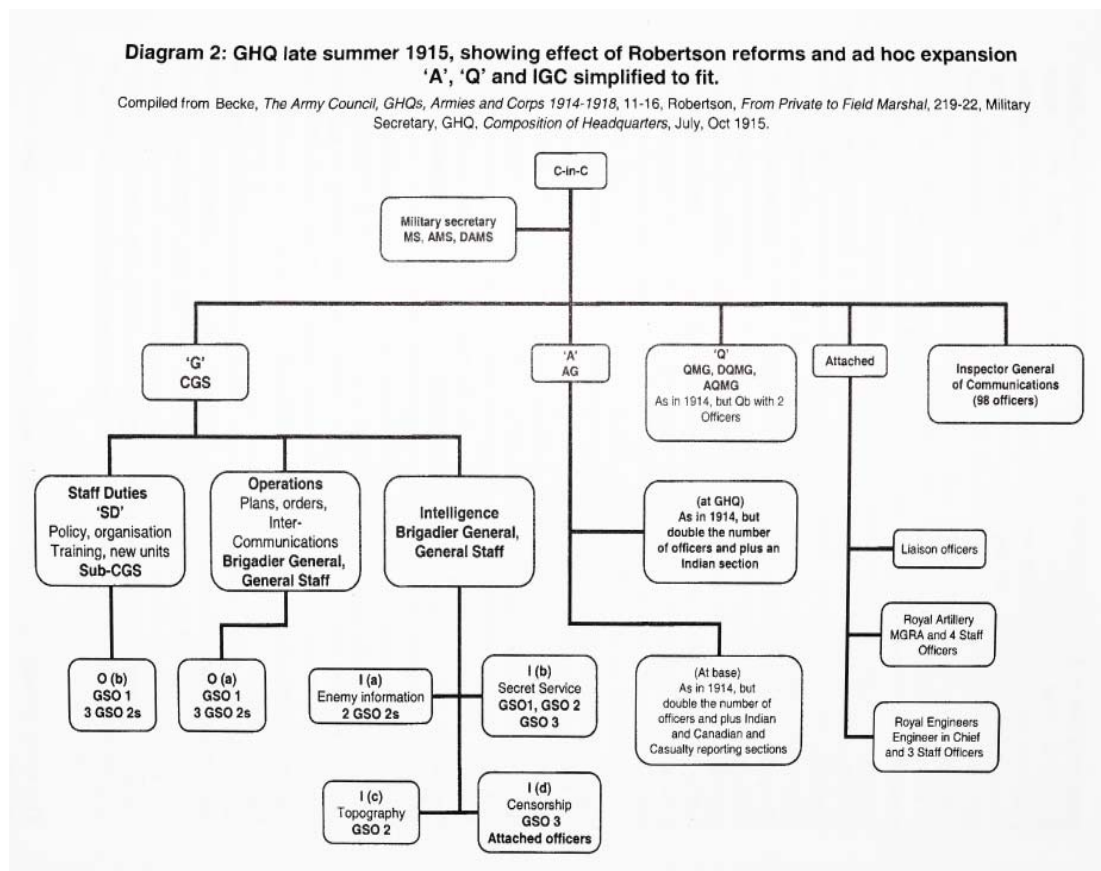 Diagram 2: GHQ late summer 1915, showing effect of Robertson reforms and ad hoc expansion
‘A’, ‘Q’ and IGC simplified to fit.
Compiled from Becke, The Army Council, GHQs, Armies and Corps 1914-1918, 11-16, Robertson, From Private to Field Marshal, 219-22, Military
Secretary, GHQ, Composition of Headquarters, July, Oct 1915.
C-in-C
Military secretary
MS, AMS, DAMS
‘G’
CGS
‘A’
AG
‘Q’
QMG, DQMG,
AQMG
As in 1914, but Qb with 2
Officers
Attached
Inspector General
of Communications
(98 officers)
Staff Duties
‘SD’
Policy, organisation
Training, new units
Sub-CGS
Operations
Plans, orders,
Inter-
Communications
Brigadier General,
General Staff
Intelligence
Brigadier General,
General Staff
(at GHQ)
As in 1914, but
double the number
of officers and plus an
Indian section
Liaison officers
Royal Artillery
MGRA and 4 Staff
Officers
O (b)
GSO 1
3 GSO 2s
O (a)
GSO 1
3 GSO 2s
I (a)
Enemy information
2 GSO 2s
I (b)
Secret Service
GSO1, GSO 2
GSO 3
(At base)
As in 1914, but
double the number of
officers and plus Indian
and Canadian and
Casualty reporting sections
Royal Engineers
Engineer in Chief
and 3 Staff Officers
I (c)
Topography
GSO 2
I (d)
Censorship
GSO 3
Attached officers